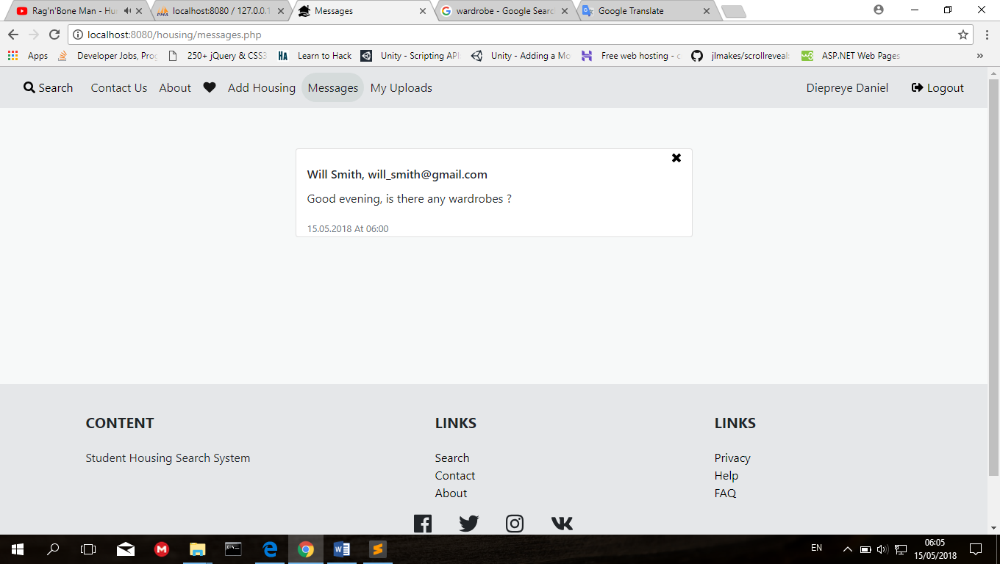 Rag'n'Bone Man - Hu
localhost:8080 / 127.0.0.1
Messages
wardrobe - Google Searc
Google Translate
localhost:8080/housing/messages.php
Apps
Developer Jobs, Prog
250+ jQuery & CSS3
HA
Learn to Hack
Unity - Scripting API
Unity - Adding a Mo
Free web hosting - c
jlmakes/scrollreveal:
ASP.NET Web Pages
Search
Contact Us
About
Add Housing
Messages
My Uploads
Diepreye Daniel
Logout
Will Smith, will_smith@gmail.com
Good evening, is there any wardrobes ?
15.05.2018 At 06:00
CONTENT
Student Housing Search System
LINKS
Search
Contact
About
LINKS
Privacy
Help
FAQ
EN
06:05
15/05/2018